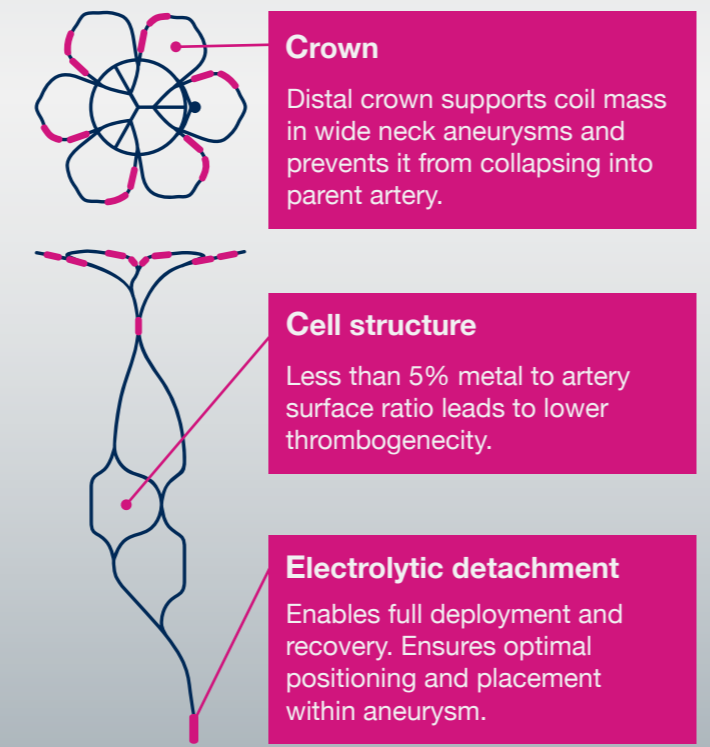 Crown
Distal crown supports coil mass
in wide neck aneurysms and
prevents it from collapsing into
parent artery.
Cell structure
Less than 5% metal to artery
surface ratio leads to lower
thrombogenecity.
Electrolytic detachment
Enables full deployment and
recovery. Ensures optimal
positioning and placement
within aneurysm.